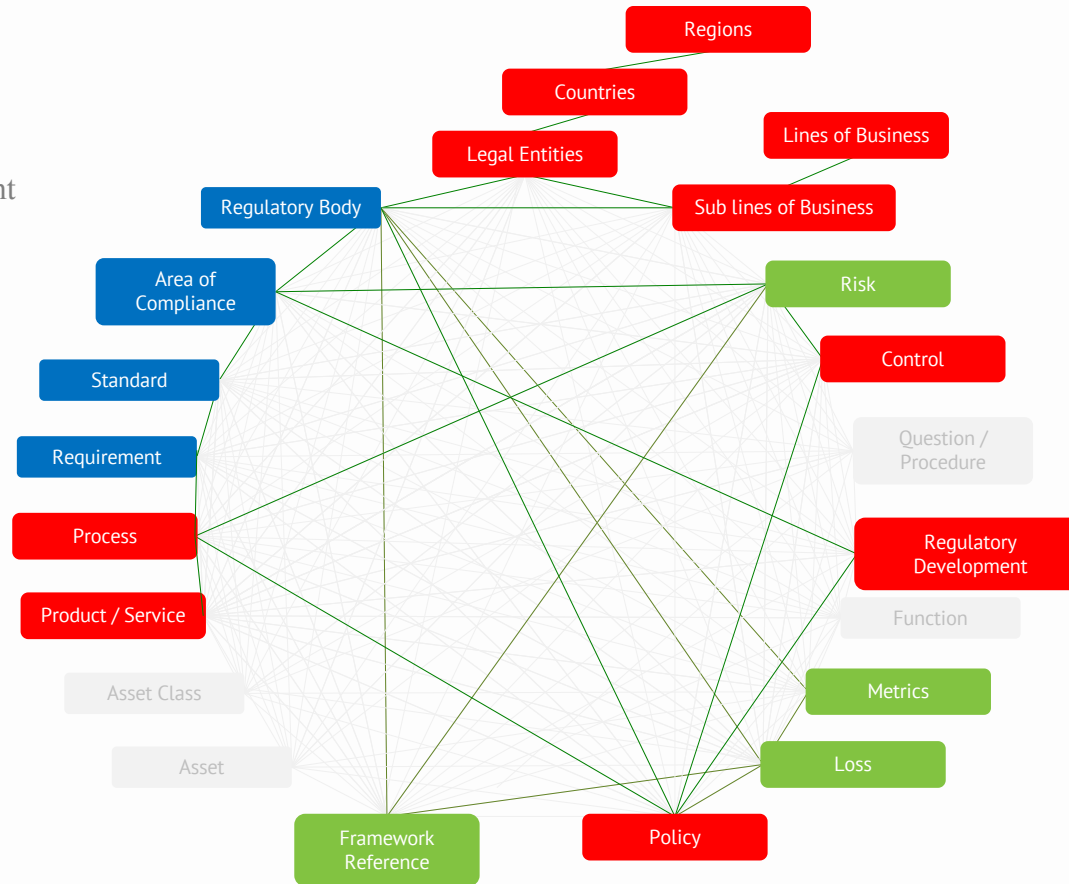 Regions
Countries
Lines of Business
Legal Entities
nt
Regulatory Body
Sub lines of Business
Area of
Compliance
Risk
Control
Standard
Question /
Procedure
Requirement
Process
Regulatory
Development
Product / Service
Function
Asset Class
Metrics
Asset
Loss
Framework
Reference
Policy